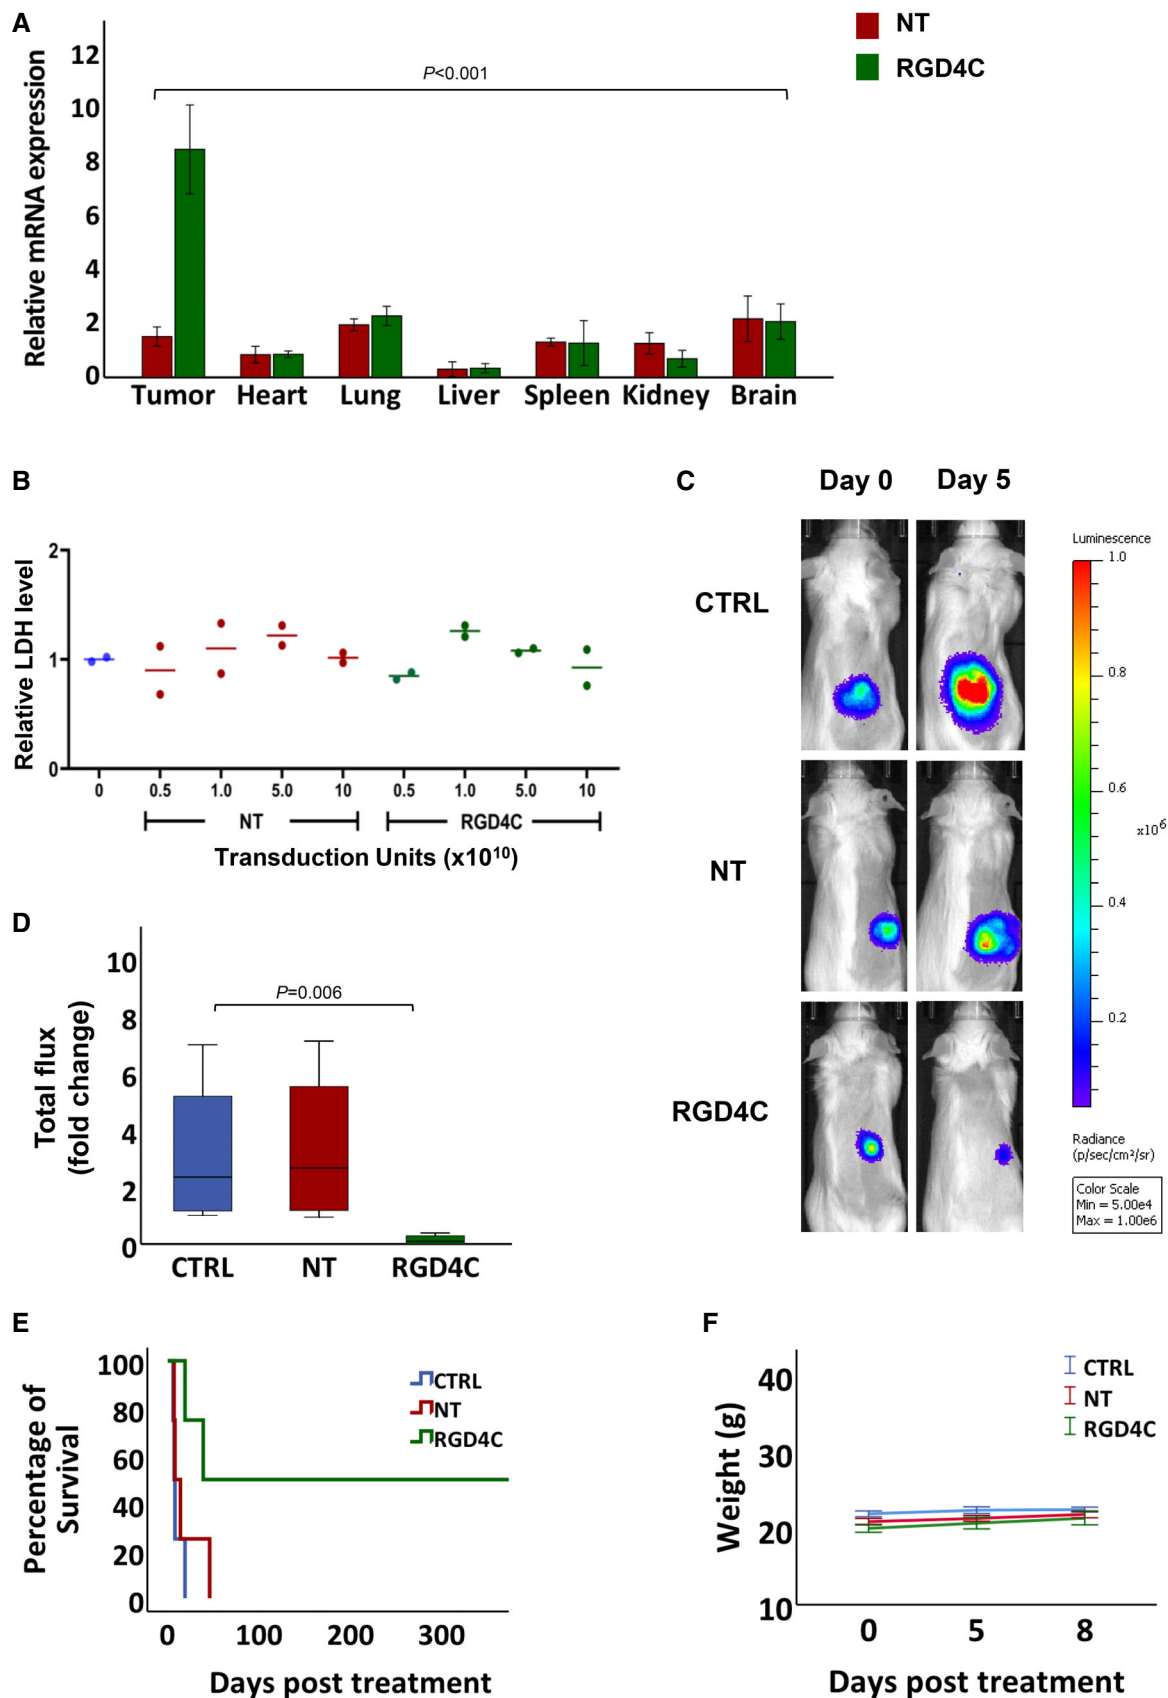 A
NT
RGD4C
Relative mRNA expression
12
10
8
6
4
2
0
P<0.001
Tumor Heart Lung Liver Spleen Kidney Brain
B
Relative LDH level
2
1
0
0 0.5 1.0 5.0 10 0.5 1.0 5.0 10
NT RGD4C
Transduction Units (x10¹⁰)
C
Day 0 Day 5
CTRL
NT
RGD4C
Luminescence
1.0
0.8
0.6
x10⁶
0.4
0.2
Radiance
(p/sec/cm²/sr)
Color Scale
Min = 5.00e4
Max = 1.00e6
D
Total flux
(fold change)
10
8
6
4
2
0
P=0.006
CTRL NT RGD4C
E
Percentage of
Survival
100
80
60
40
20
0
CTRL
NT
RGD4C
0 100 200 300
Days post treatment
F
Weight (g)
40
30
20
10
CTRL
NT
RGD4C
0 5 8
Days post treatment